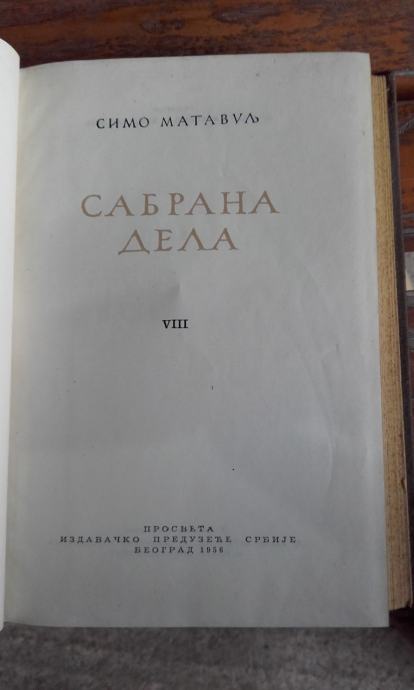 СИМО МАТАВУЉ
САБРАНА
ДЕЛА
VIII
ПРОСВЕТА
ИЗДАВАЧКО ПРЕДУЗЕЋЕ СРБИЈЕ
БЕОГРАД 1956